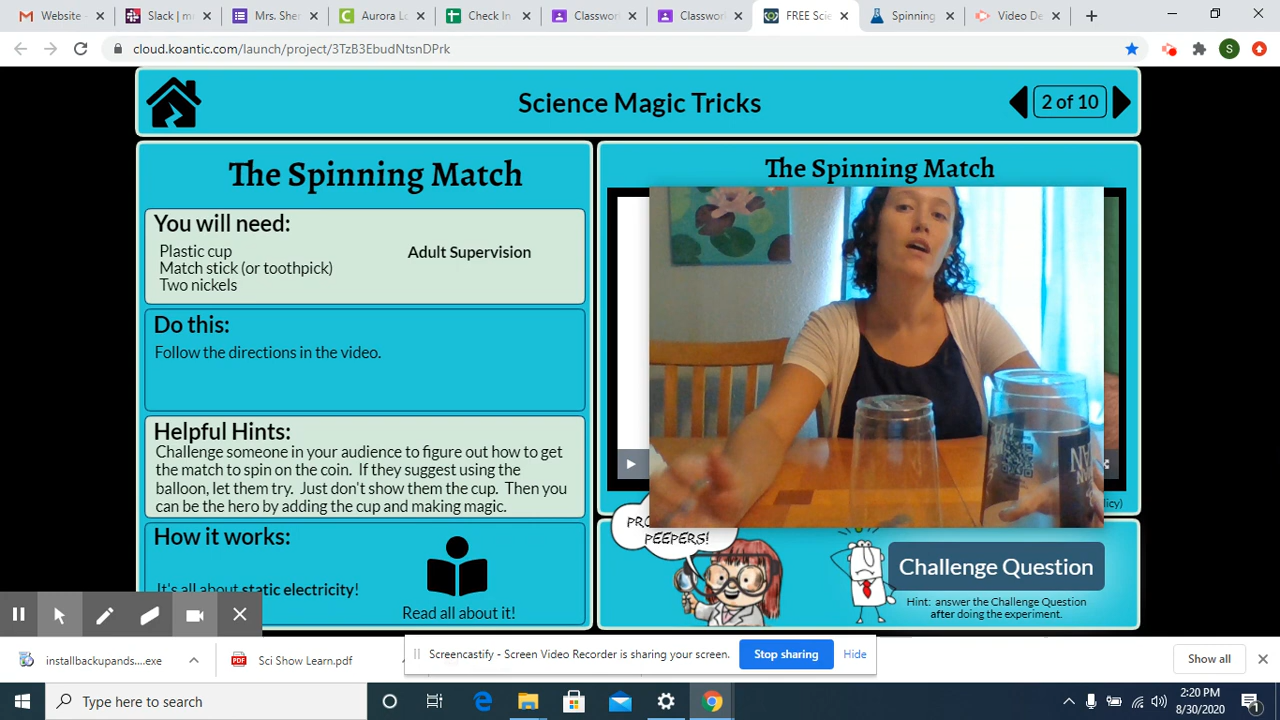 Website
Slack | m
Mrs. She
Aurora Lo
Check I
Classwor
Classwor
FREE Scie
Spinning
Video De
cloud.koantic.com/launch/project/3TzB3EbudNtsnDPrk
S
Science Magic Tricks
2 of 10
The Spinning Match
You will need:
Plastic cup
Adult Supervision
Match stick (or toothpick)
Two nickels
Do this:
Follow the directions in the video.
Helpful Hints:
Challenge someone in your audience to figure out how to get
the match to spin on the coin. If they suggest using the
balloon, let them try. Just don't show them the cup. Then you
can be the hero by adding the cup and making magic.
How it works:
It's all about static electricity!
Read all about it!
The Spinning Match
PRO
PEEPERS!
Challenge Question
Hint: answer the Challenge Question
after doing the experiment.
Screencastify - Screen Video Recorder is sharing your screen.
Stop sharing
Hide
installbackupands....exe
PDF
Sci Show Learn.pdf
Show all
Type here to search
2:20 PM
8/30/2020
1